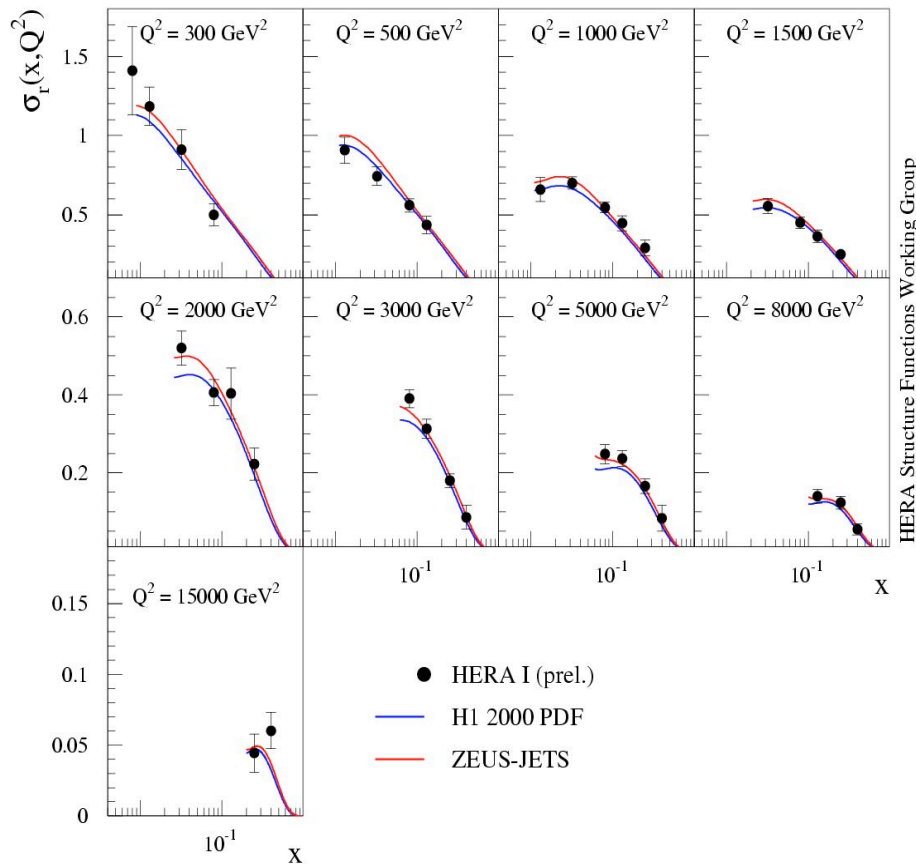 σr(x,Q²)
Q² = 300 GeV²
Q² = 500 GeV²
Q² = 1000 GeV²
Q² = 1500 GeV²
1.5
1
0.5
Q² = 2000 GeV²
Q² = 3000 GeV²
Q² = 5000 GeV²
Q² = 8000 GeV²
0.6
0.4
0.2
10⁻¹
10⁻¹
10⁻¹
x
Q² = 15000 GeV²
0.15
0.1
0.05
0
10⁻¹
x
HERA I (prel.)
H1 2000 PDF
ZEUS-JETS
HERA Structure Functions Working Group